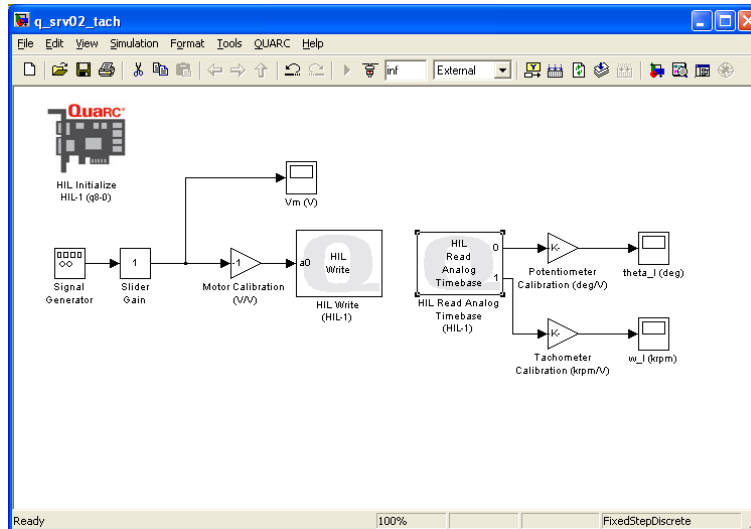 q_srv02_tach
File Edit View Simulation Format Tools QUARC Help
inf
External
QUARC
HIL Initialize
HIL-1 (q8-0)
Vm (V)
1
-1
a0
HIL
Write
HIL
Read
Analog
Timebase
0
1
K-
K-
Signal
Generator
Slider
Gain
Motor Calibration
(V/V)
HIL Write
(HIL-1)
HIL Read Analog
Timebase
(HIL-1)
Potentiometer
Calibration (deg/V)
theta_l (deg)
Tachometer
Calibration (krpm/V)
w_l (krpm)
Ready
100%
FixedStepDiscrete